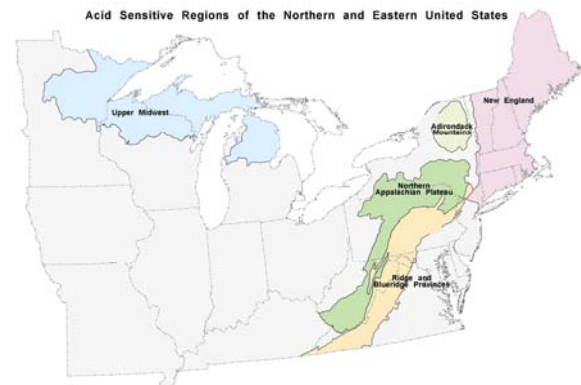 Acid Sensitive Regions of the Northern and Eastern United States
Upper Midwest
New England
Adirondack
Mountains
Northern
Appalachian Plateau
Ridge and
Blueridge Provinces